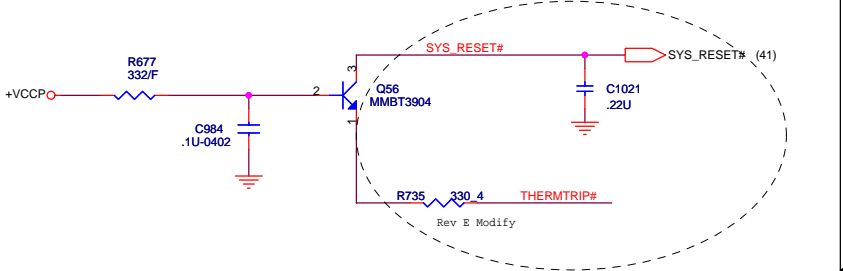 SYS_RESET#
SYS_RESET# (41)
R677
332/F
3
Q56
MMBT3904
C1021
.22U
+VCCP
2
C984
.1U-0402
1
R735 330_4 THERMTRIP#
Rev E Modify